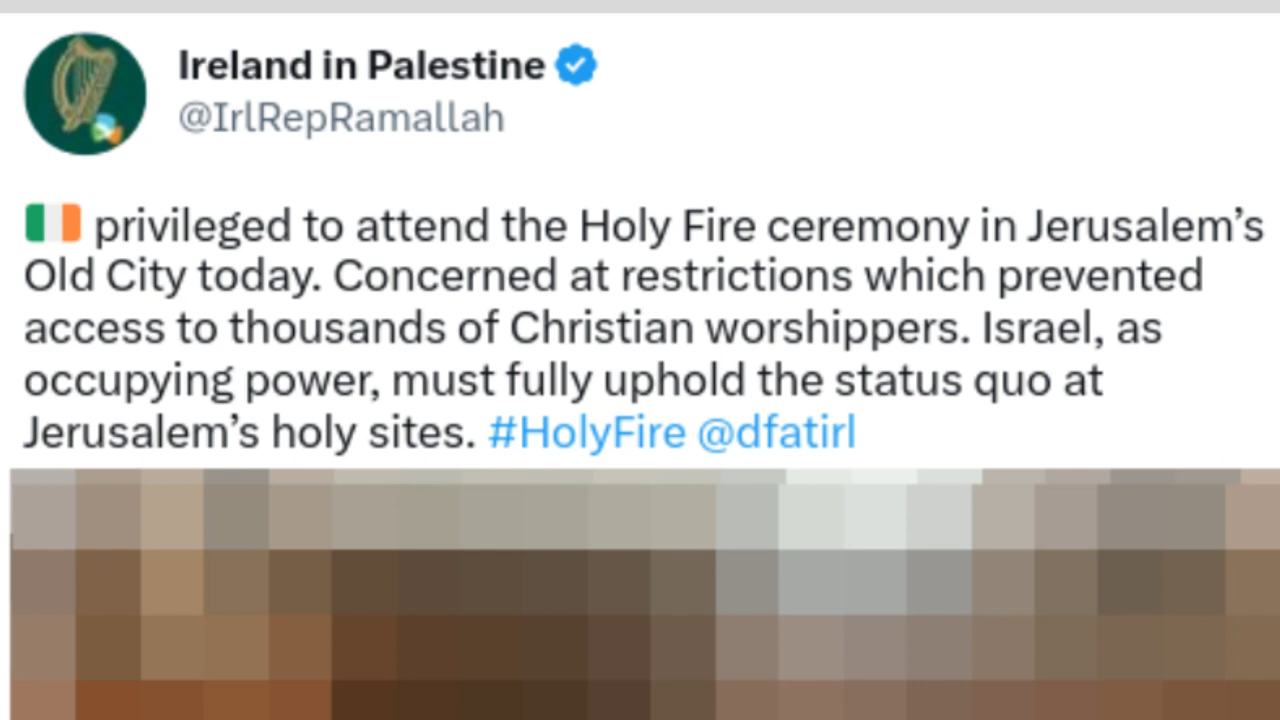 Ireland in Palestine
@IrlRepRamallah
🇮🇪 privileged to attend the Holy Fire ceremony in Jerusalem’s
Old City today. Concerned at restrictions which prevented
access to thousands of Christian worshippers. Israel, as
occupying power, must fully uphold the status quo at
Jerusalem’s holy sites. #HolyFire @dfatirl